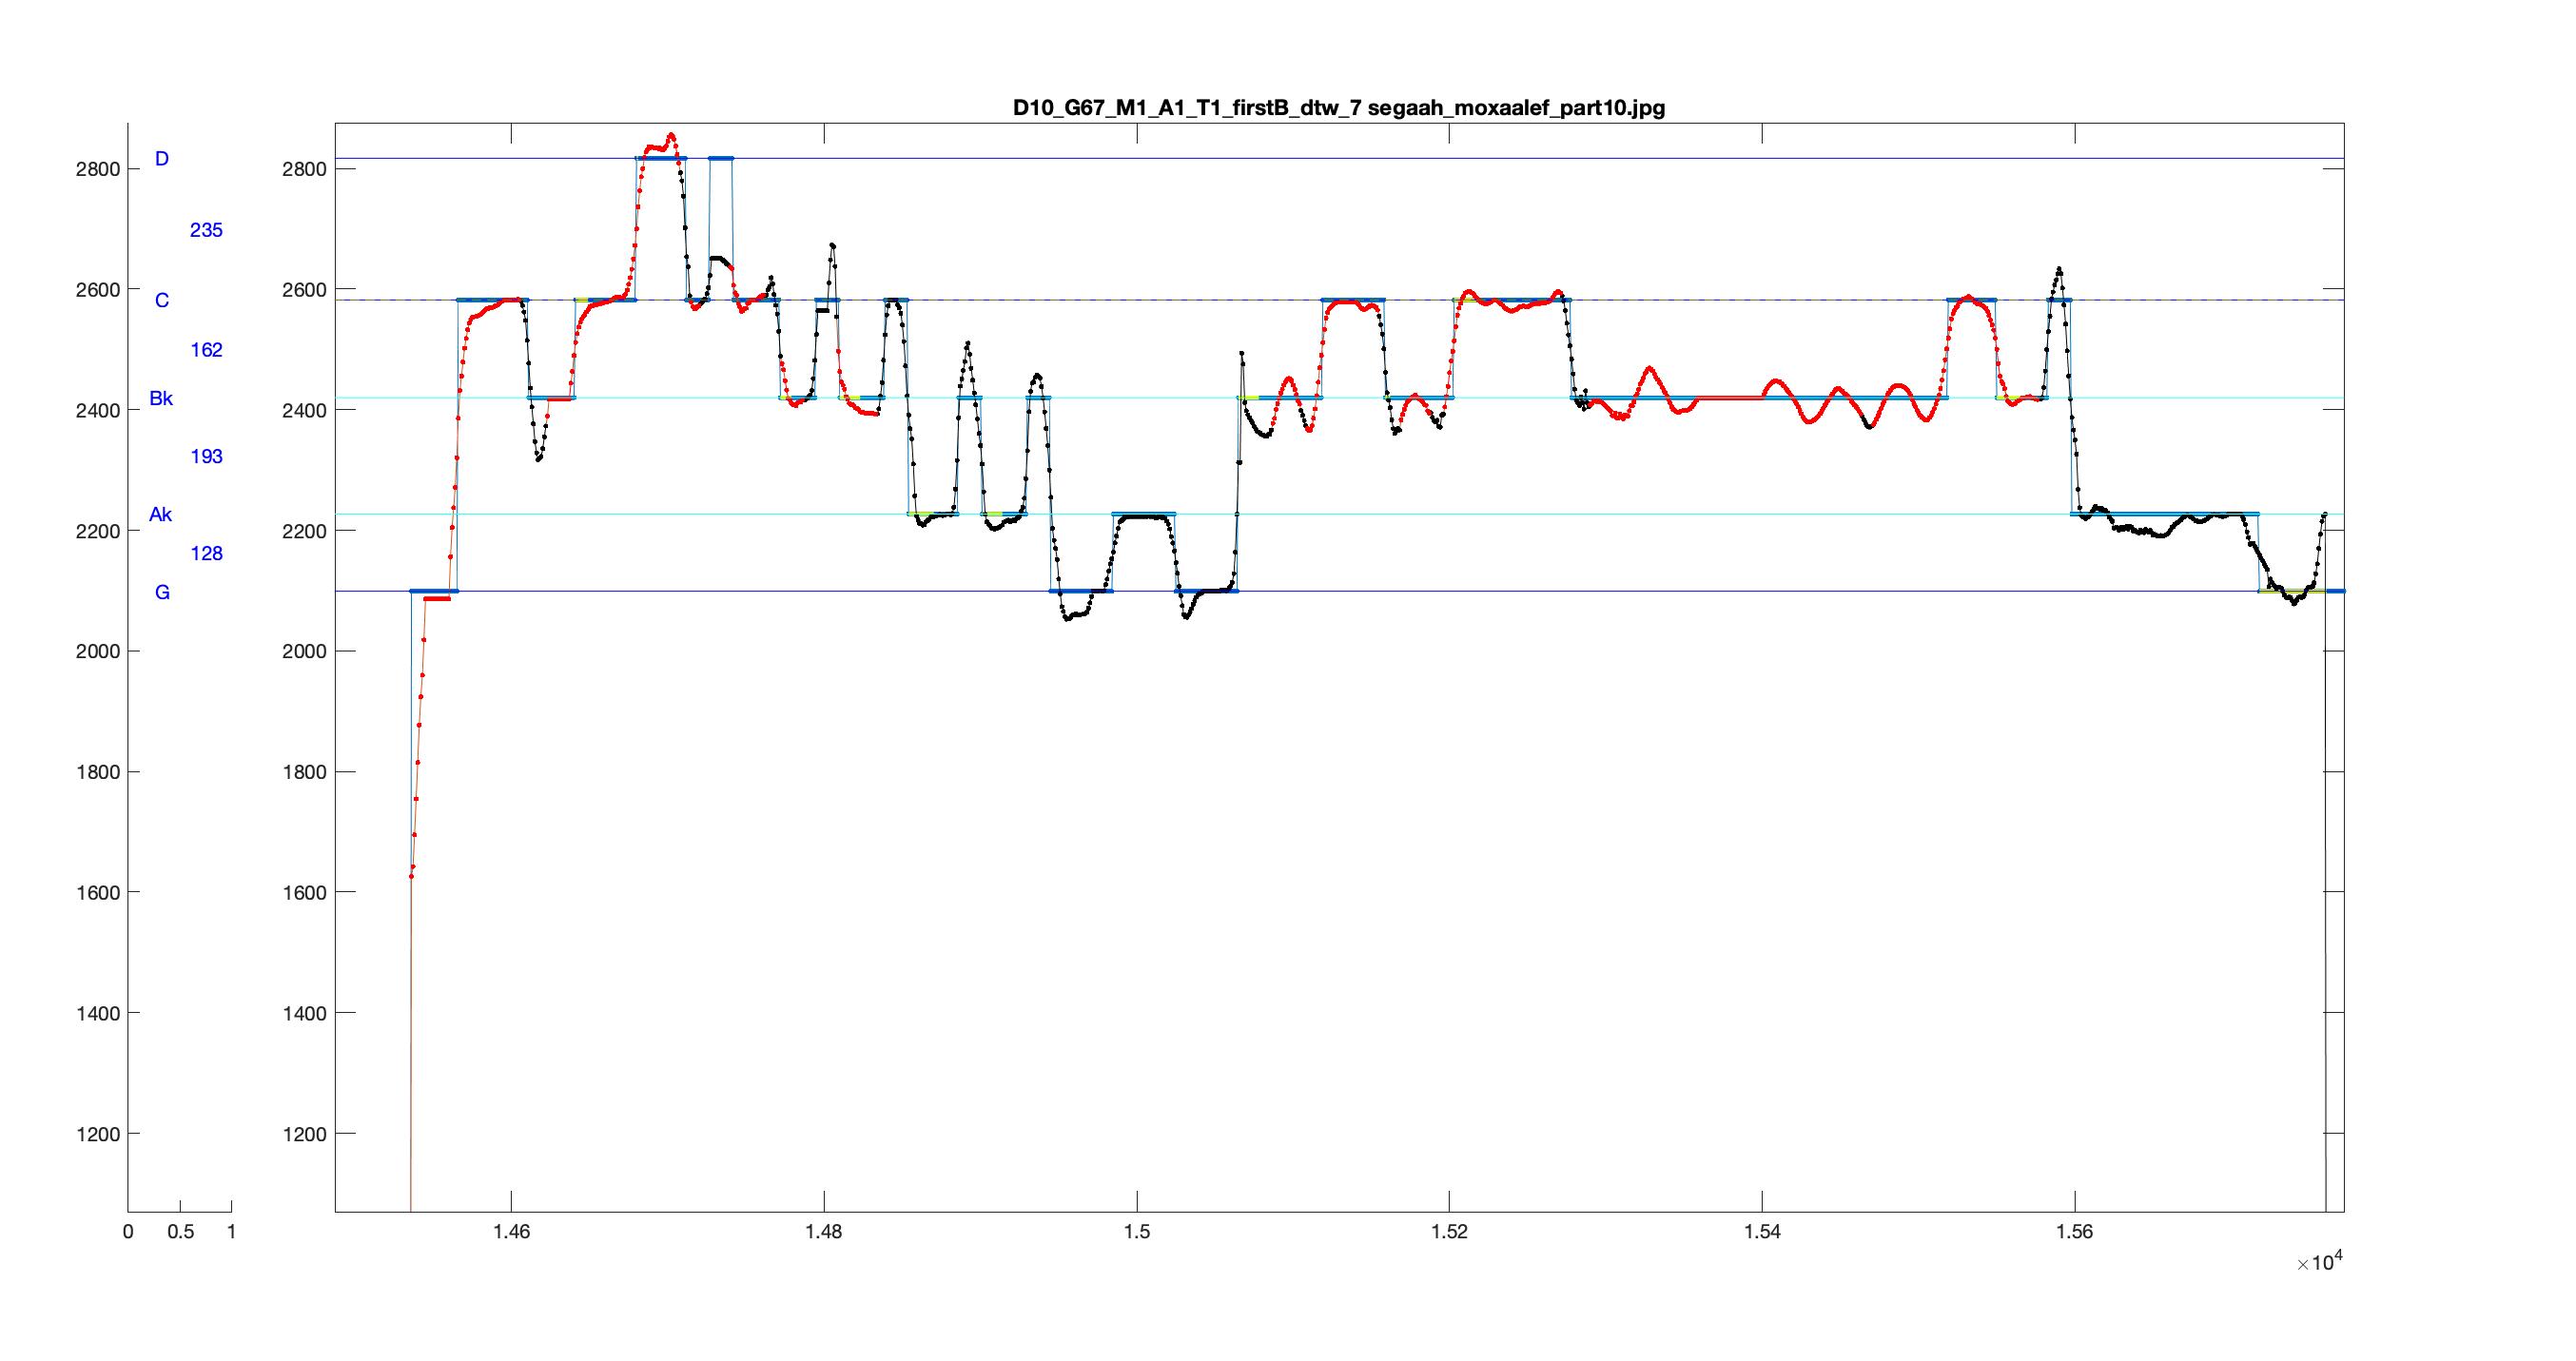 D10_G67_M1_A1_T1_firstB_dtw_7 segaah_moxaalef_part10.jpg
2800 D 2800
235
2600 C 2600
162
2400 Bk 2400
193
2200 Ak 2200
128
G
2000 2000
1800 1800
1600 1600
1400 1400
1200 1200
0 0.5 1 1.46 1.48 1.5 1.52 1.54 1.56
×10⁴